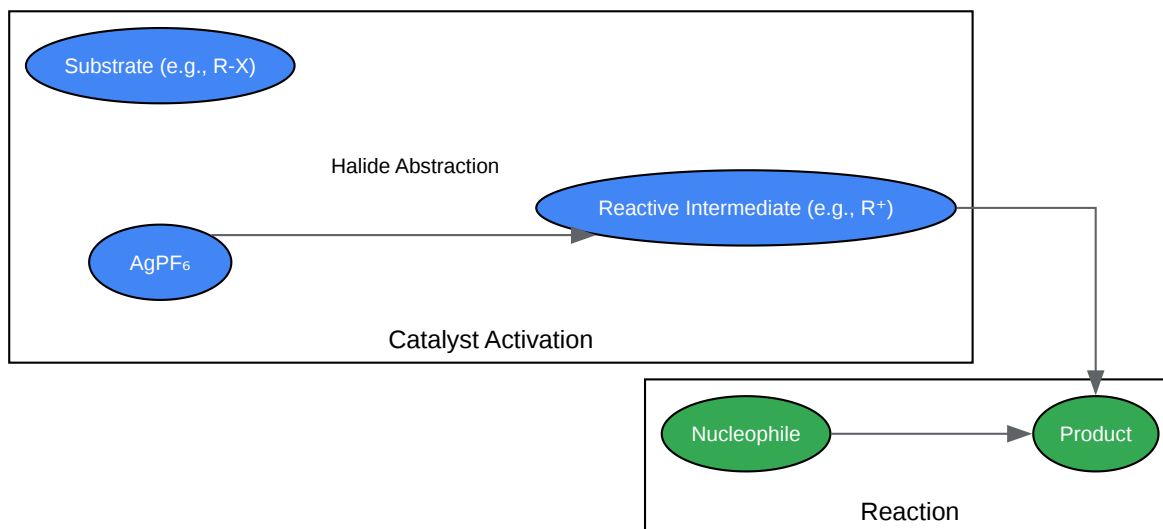 Substrate (e.g., R-X)
Halide Abstraction
Reactive Intermediate (e.g., R⁺)
AgPF₆
Catalyst Activation
Nucleophile
Product
Reaction